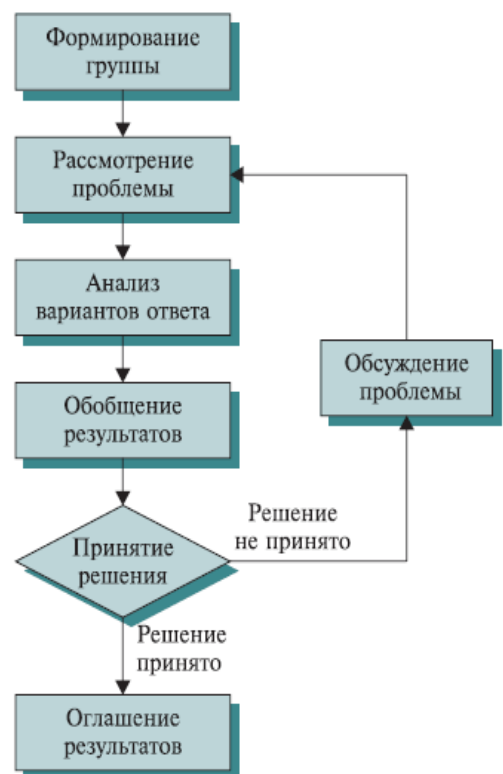 Формирование
группы
Рассмотрение
проблемы
Анализ
вариантов ответа
Обсуждение
проблемы
Обобщение
результатов
Решение
не принято
Принятие
решения
Решение
принято
Оглашение
результатов